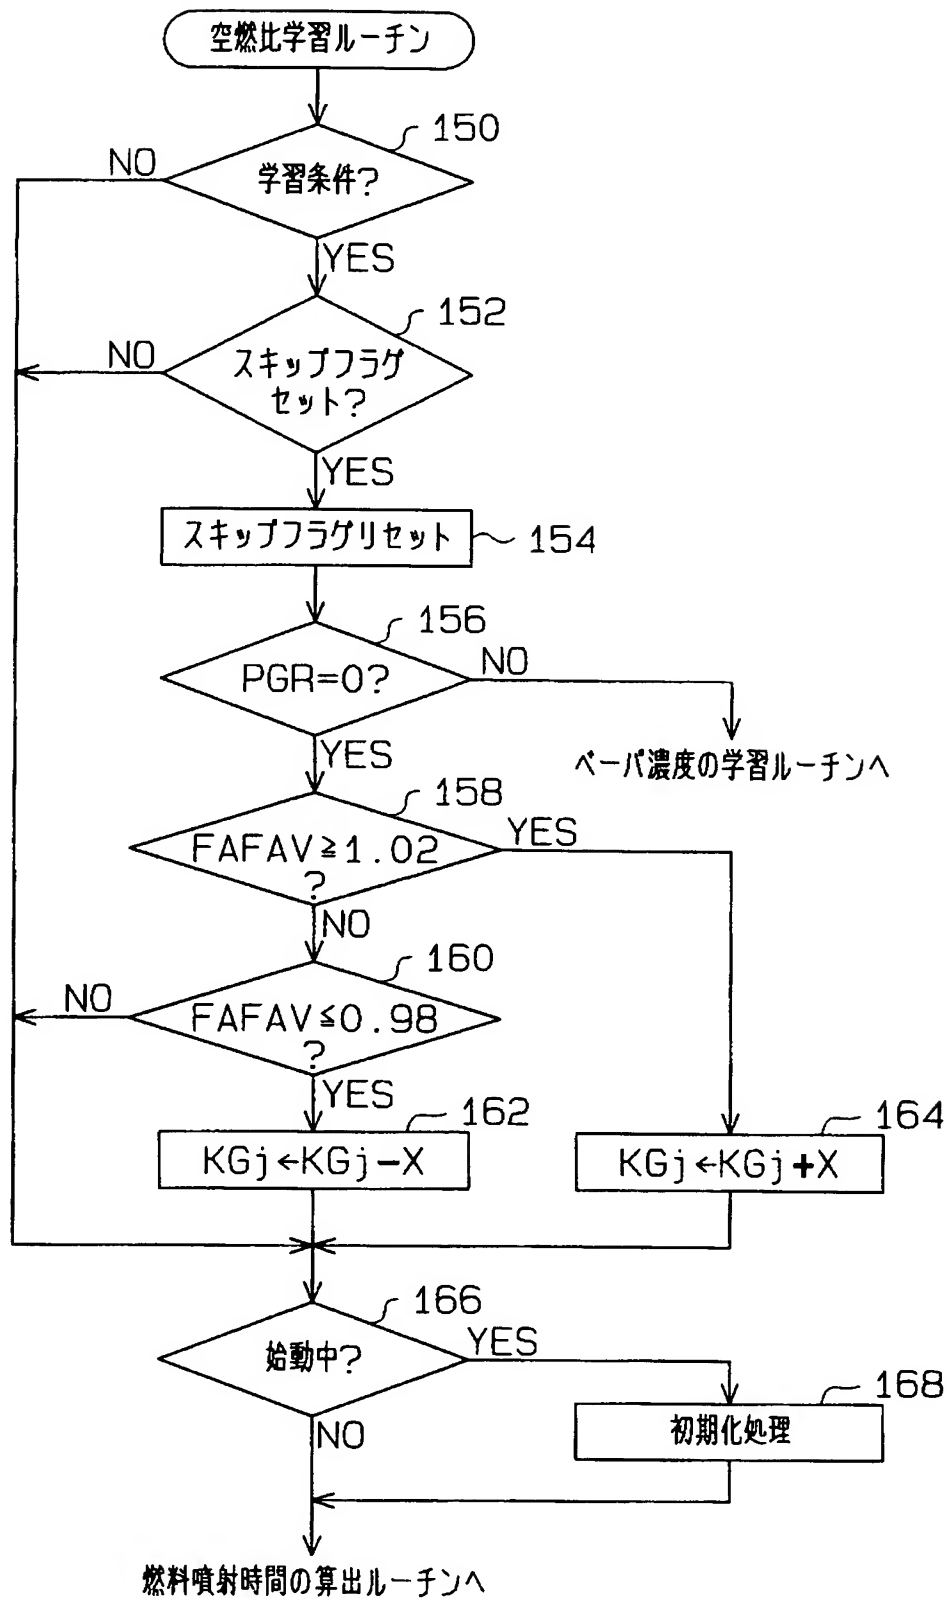 空燃比学習ルーチン
150
NO
学習条件?
YES
152
NO
スキップフラグ
セット?
YES
スキップフラグリセット
154
156
NO
PGR=0?
YES
ベーパ濃度の学習ルーチンへ
158
YES
FAFAV≧1.02
?
NO
160
NO
FAFAV≦0.98
?
YES
162
164
KGj←KGj-X
KGj←KGj+X
166
YES
始動中?
168
NO
初期化処理
燃料噴射時間の算出ルーチンへ